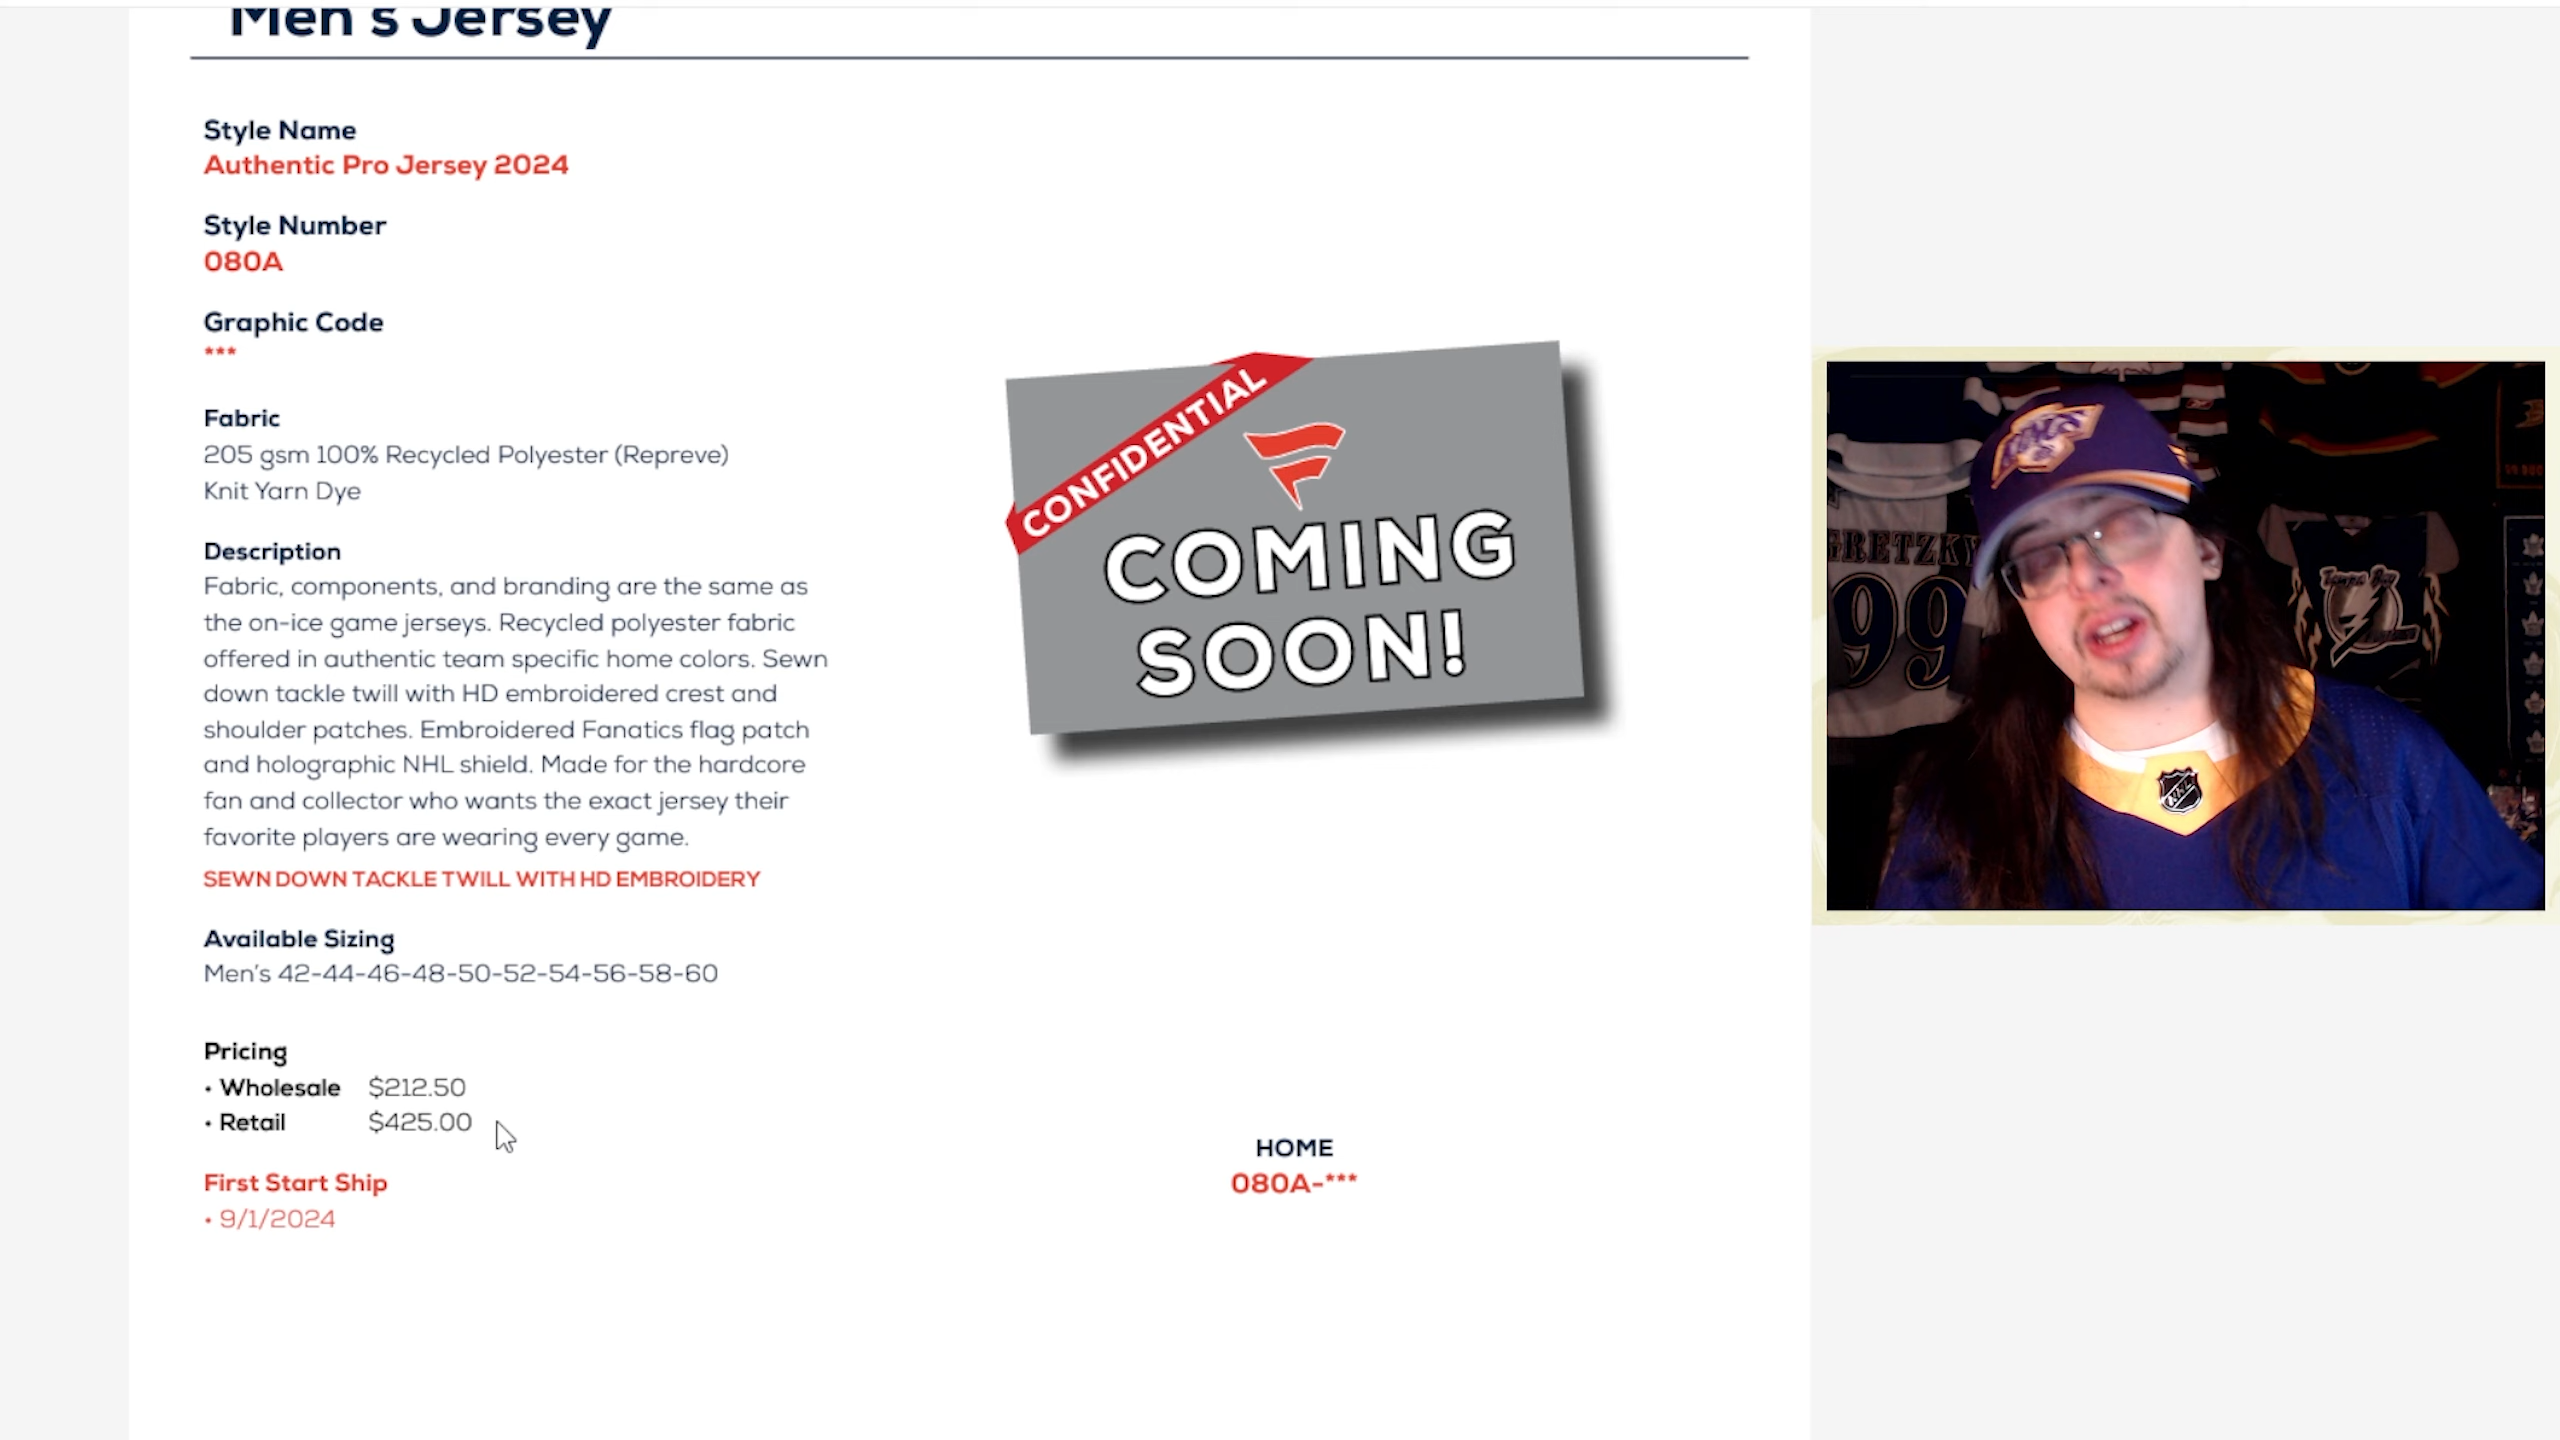 Men's Jersey
Style Name
Authentic Pro Jersey 2024
Style Number
080A
Graphic Code
***
Fabric
205 gsm 100% Recycled Polyester (Repreve)
Knit Yarn Dye
Description
Fabric, components, and branding are the same as
the on-ice game jerseys. Recycled polyester fabric
offered in authentic team specific home colors. Sewn
down tackle twill with HD embroidered crest and
shoulder patches. Embroidered Fanatics flag patch
and holographic NHL shield. Made for the hardcore
fan and collector who wants the exact jersey their
favorite players are wearing every game.
SEWN DOWN TACKLE TWILL WITH HD EMBROIDERY
Available Sizing
Men's 42-44-46-48-50-52-54-56-58-60
Pricing
• Wholesale $212.50
• Retail $425.00
First Start Ship
• 9/1/2024
CONFIDENTIAL
COMING
SOON!
HOME
080A-***
GRETZKY
99
Tampa Bay
NHL